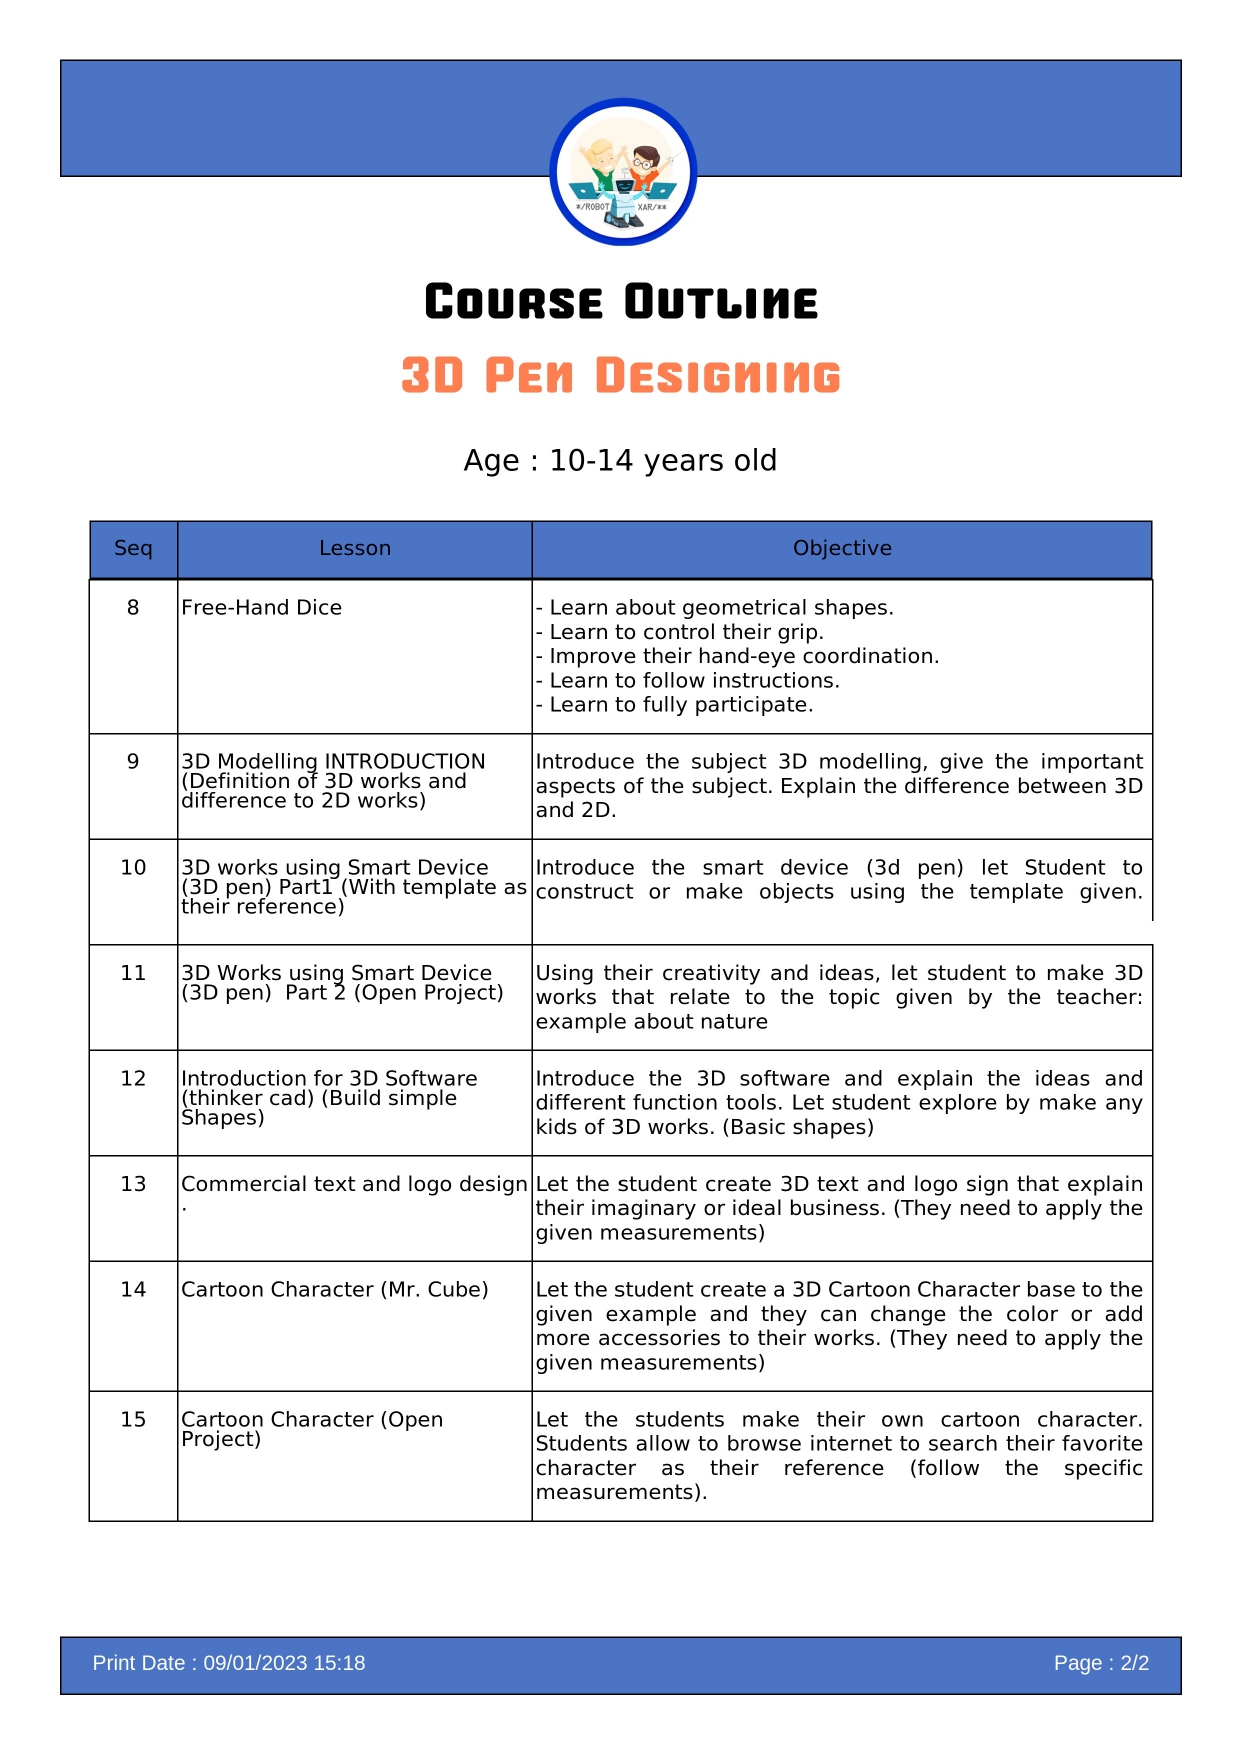 */ROBOT XAR/**
Course Outline
3D Pen Designing
Age : 10-14 years old
Seq Lesson Objective
8 Free-Hand Dice - Learn about geometrical shapes.
- Learn to control their grip.
- Improve their hand-eye coordination.
- Learn to follow instructions.
- Learn to fully participate.
9 3D Modelling INTRODUCTION
(Definition of 3D works and
difference to 2D works)
Introduce the subject 3D modelling, give the important
aspects of the subject. Explain the difference between 3D
and 2D.
10 3D works using Smart Device
(3D pen) Part1 (With template as
their reference)
Introduce the smart device (3d pen) let Student to
construct or make objects using the template given.
11 3D Works using Smart Device
(3D pen)  Part 2 (Open Project)
Using their creativity and ideas, let student to make 3D
works that relate to the topic given by the teacher:
example about nature
12 Introduction for 3D Software
(thinker cad) (Build simple
Shapes)
Introduce the 3D software and explain the ideas and
different function tools. Let student explore by make any
kids of 3D works. (Basic shapes)
13 Commercial text and logo design
.
Let the student create 3D text and logo sign that explain
their imaginary or ideal business. (They need to apply the
given measurements)
14 Cartoon Character (Mr. Cube)
Let the student create a 3D Cartoon Character base to the
given example and they can change the color or add
more accessories to their works. (They need to apply the
given measurements)
15 Cartoon Character (Open
Project)
Let the students make their own cartoon character.
Students allow to browse internet to search their favorite
character as their reference (follow the specific
measurements).
Print Date : 09/01/2023 15:18 Page : 2/2